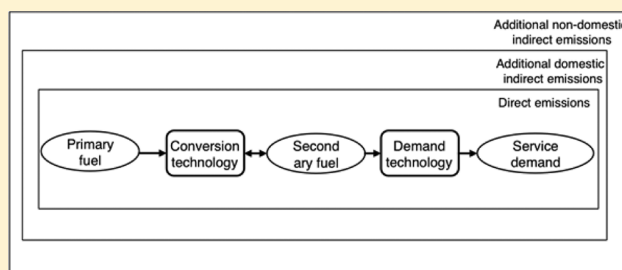 Additional non-domestic
indirect emissions
Additional domestic
indirect emissions
Direct emissions
Primary
fuel
Conversion
technology
Second
ary fuel
Demand
technology
Service
demand